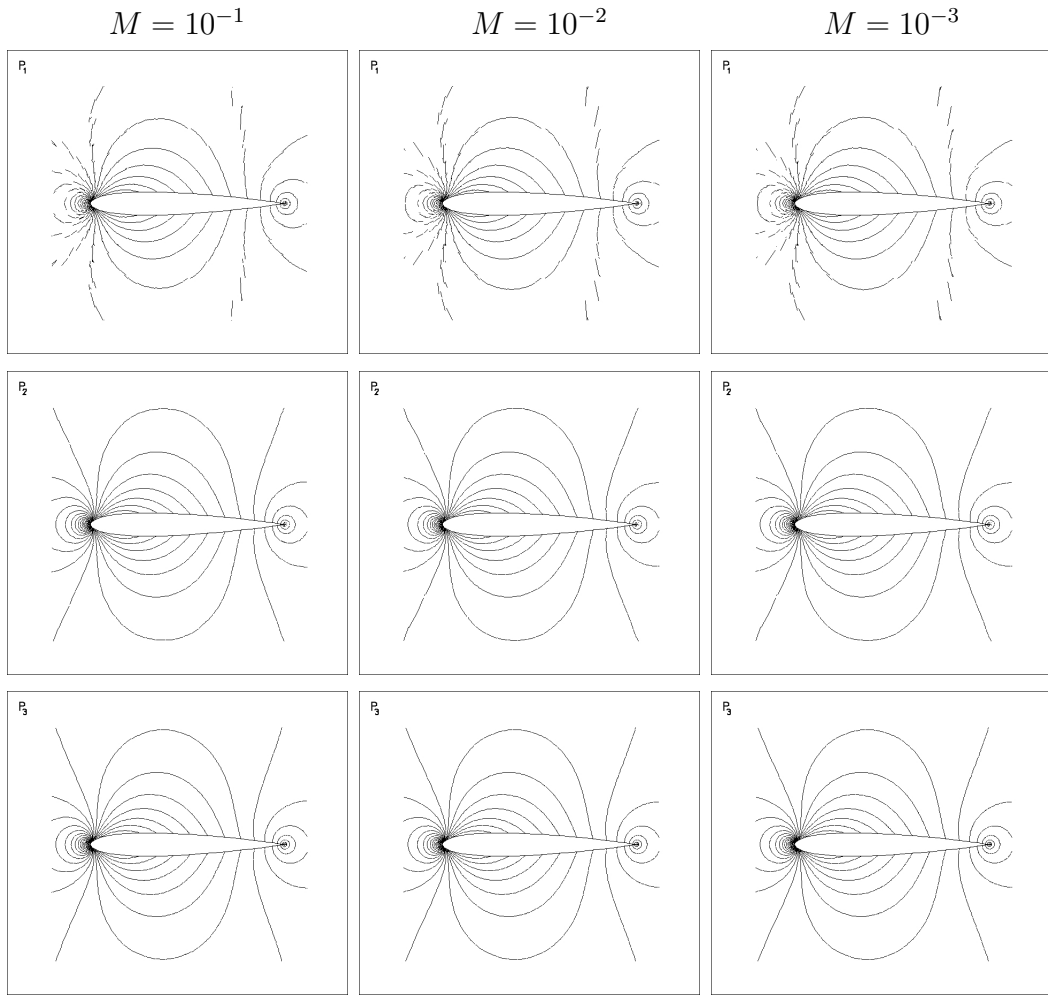 M = 10⁻¹ M = 10⁻² M = 10⁻³
P₁ P₁ P₁
P₂ P₂ P₂
P₃ P₃ P₃